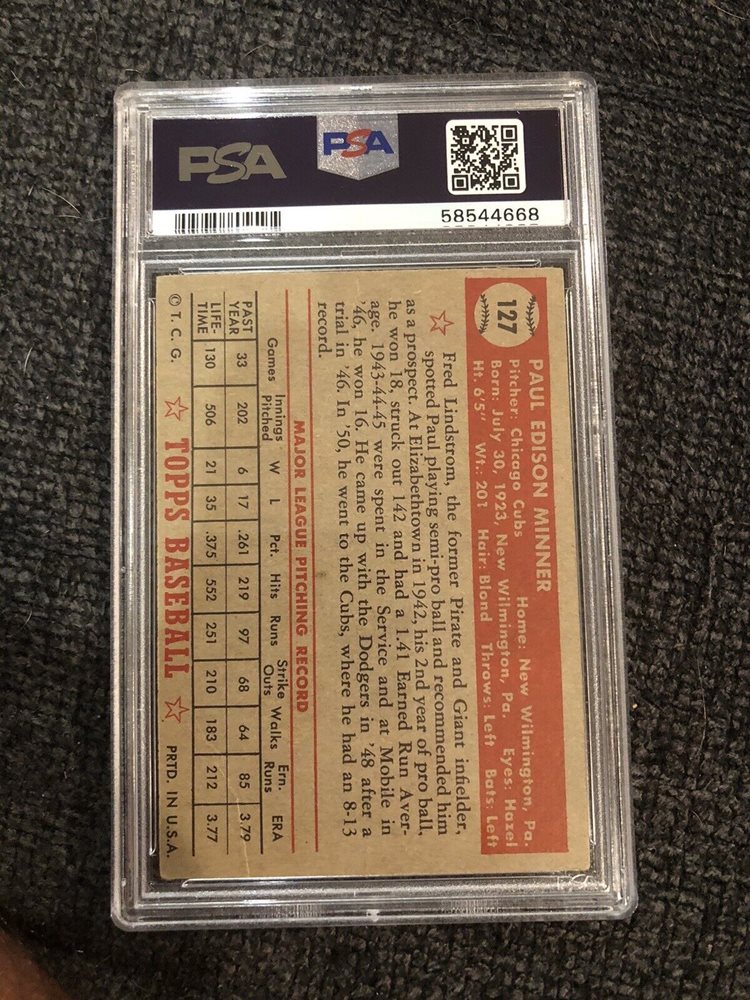 PSA
PSA
58544668
127
PAUL EDISON MINNER
Pitcher: Chicago Cubs Home: New Wilmington, Pa.
Born: July 30, 1923, New Wilmington, Pa. Eyes: Hazel
Ht. 6'5" Wt: 201 Hair: Blond Throws: Left Bats: Left
Fred Lindstrom, the former Pirate and Giant infielder,
spotted Paul playing semi-pro ball and recommended him
as a prospect. At Elizabethtown in 1942, his 2nd year of pro ball,
he won 18, struck out 142 and had a 1.41 Earned Run Aver-
age. 1943-44-45 were spent in the Service and at Mobile in
'46, he won 16. He came up with the Dodgers in '48 after a
trial in '46. In '50, he went to the Cubs, where he had an 8-13
record.
MAJOR LEAGUE PITCHING RECORD
Games Innings Pitched W L Pct. Hits Runs Strike Outs Walks Ern. Runs ERA
PAST YEAR 33 202 6 17 .261 219 97 68 64 85 3.79
LIFE-TIME 130 506 21 35 .375 552 251 210 183 212 3.77
© T. C. G. TOPPS BASEBALL PRTD. IN U.S.A.